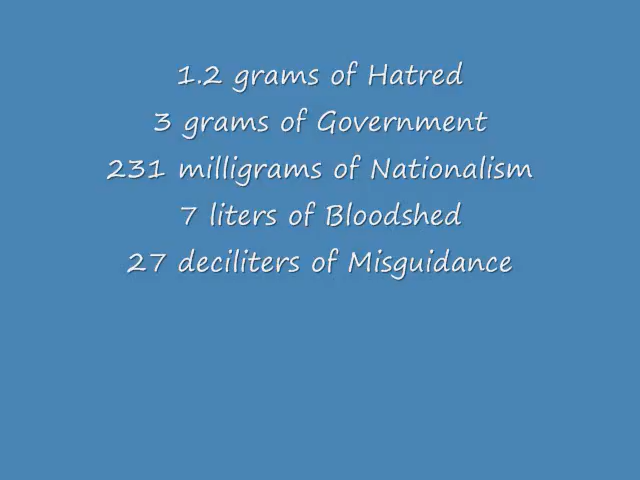 1.2 grams of Hatred
3 grams of Government
231 milligrams of Nationalism
7 liters of Bloodshed
27 deciliters of Misguidance